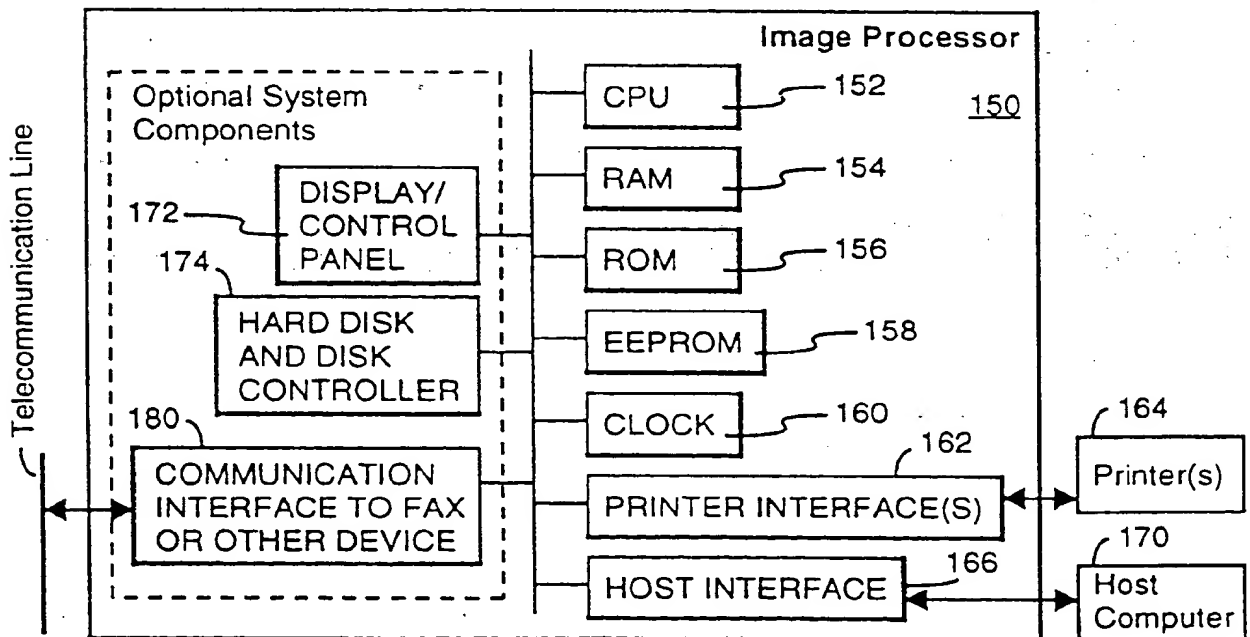 Image Processor
150
Optional System
Components
Telecommunication Line
DISPLAY/
CONTROL
PANEL
172
174
HARD DISK
AND DISK
CONTROLLER
180
COMMUNICATION
INTERFACE TO FAX
OR OTHER DEVICE
CPU
152
RAM
154
ROM
156
EEPROM
158
CLOCK
160
162
PRINTER INTERFACE(S)
164
Printer(s)
HOST INTERFACE
166
170
Host
Computer